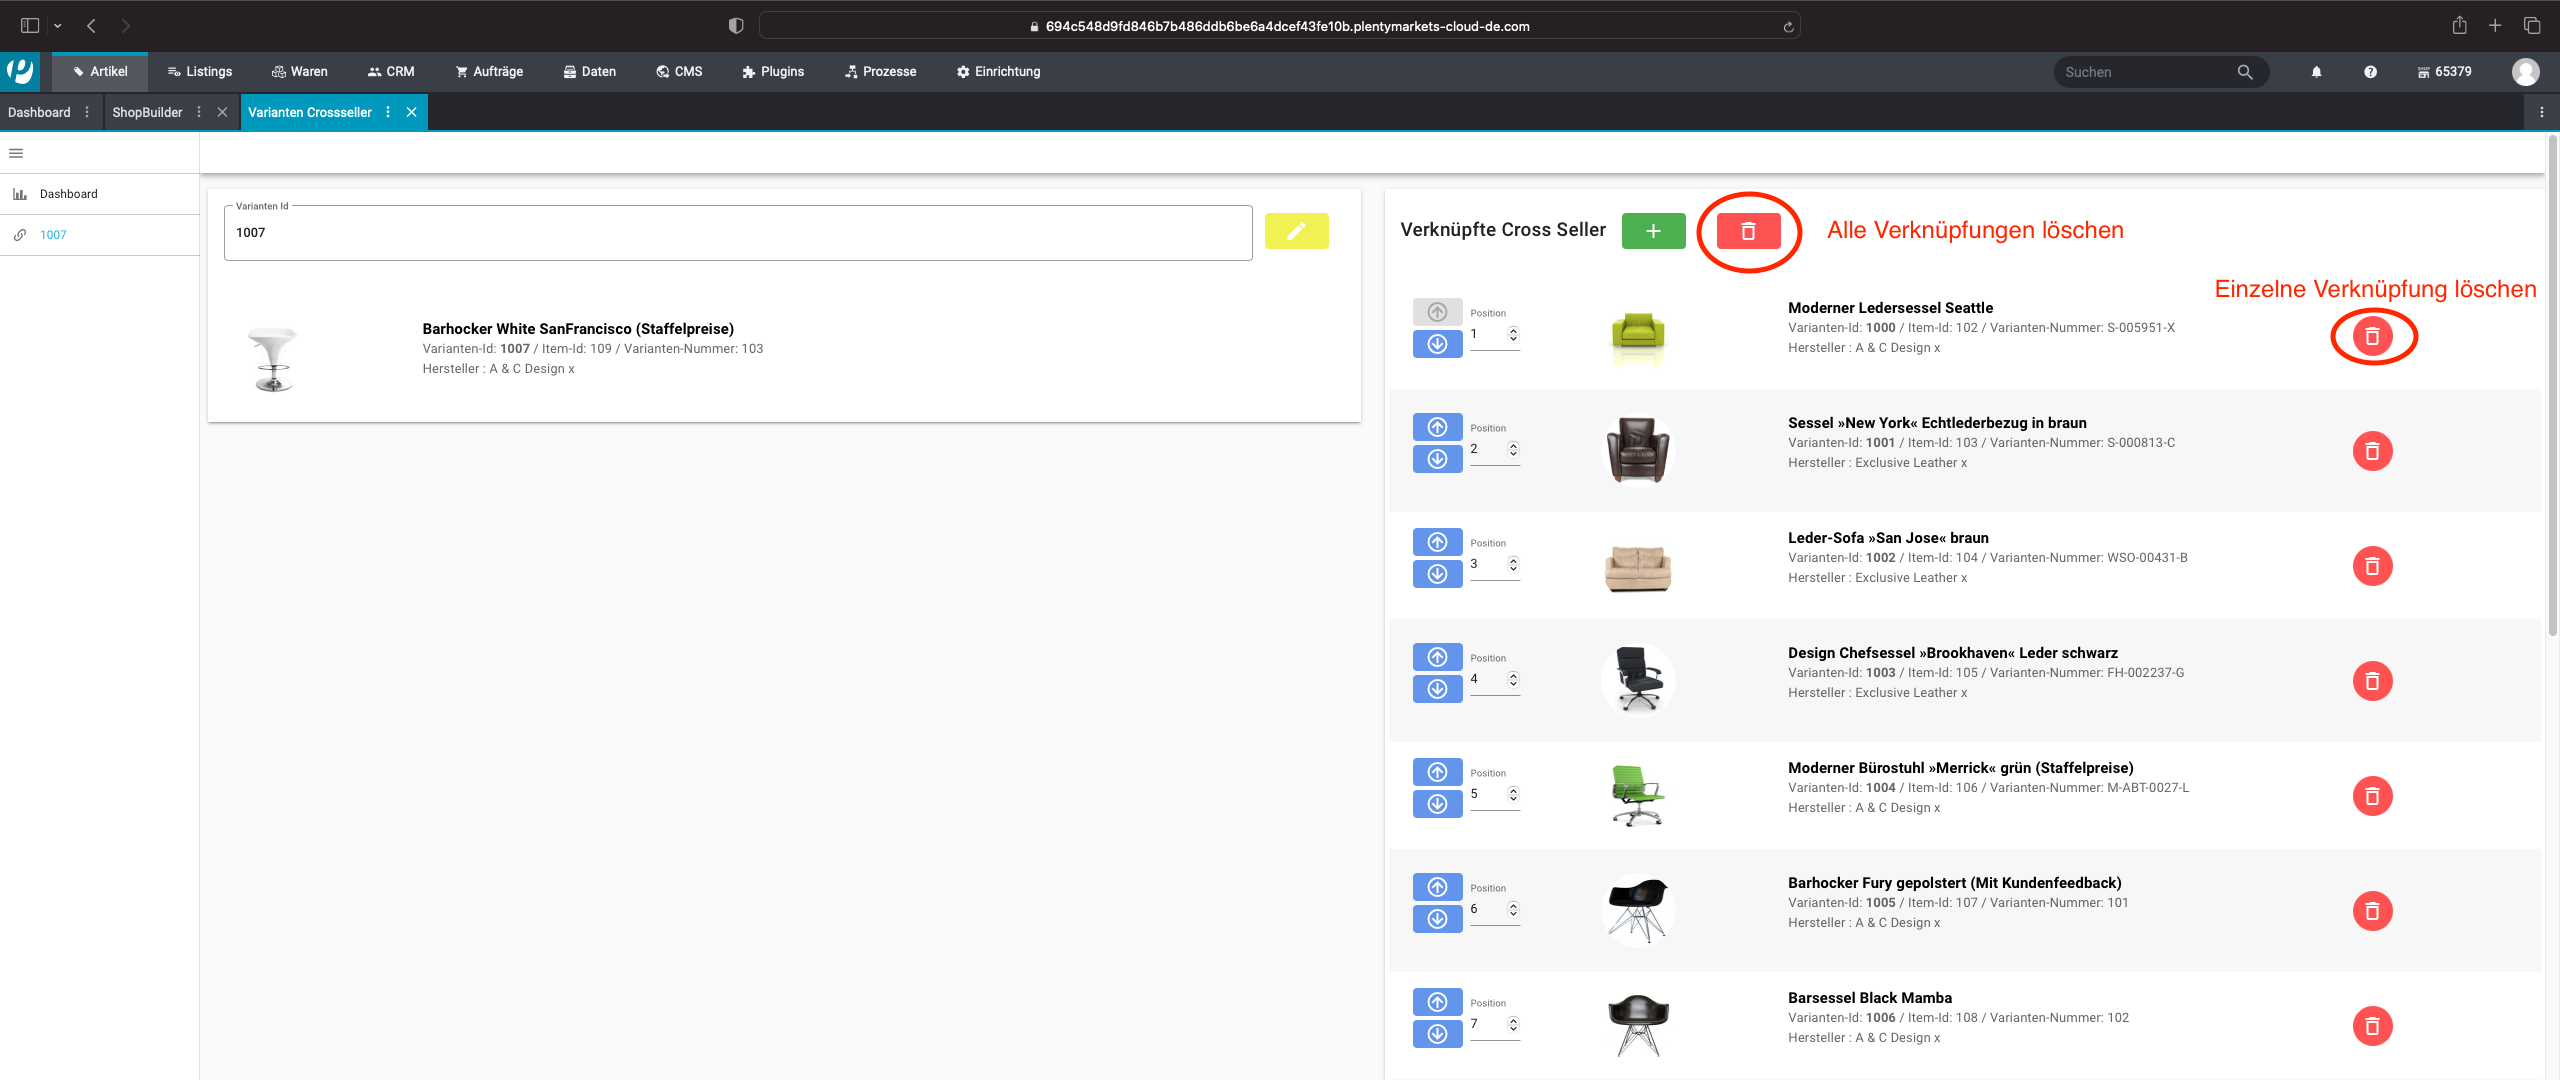 694c548d9fd846b7b486ddb6be6a4dcef43fe10b.plentymarkets-cloud-de.com
Artikel Listings Waren CRM Aufträge Daten CMS Plugins Prozesse Einrichtung Suchen 65379
Dashboard ShopBuilder Varianten Crossseller
Dashboard
1007
Varianten Id
1007
Barhocker White SanFrancisco (Staffelpreise)
Varianten-Id: 1007 / Item-Id: 109 / Varianten-Nummer: 103
Hersteller : A & C Design x
Verknüpfte Cross Seller
Alle Verknüpfungen löschen
Einzelne Verknüpfung löschen
Position
1
Moderner Ledersessel Seattle
Varianten-Id: 1000 / Item-Id: 102 / Varianten-Nummer: S-005951-X
Hersteller : A & C Design x
Position
2
Sessel »New York« Echtlederbezug in braun
Varianten-Id: 1001 / Item-Id: 103 / Varianten-Nummer: S-000813-C
Hersteller : Exclusive Leather x
Position
3
Leder-Sofa »San Jose« braun
Varianten-Id: 1002 / Item-Id: 104 / Varianten-Nummer: WSO-00431-B
Hersteller : Exclusive Leather x
Position
4
Design Chefsessel »Brookhaven« Leder schwarz
Varianten-Id: 1003 / Item-Id: 105 / Varianten-Nummer: FH-002237-G
Hersteller : Exclusive Leather x
Position
5
Moderner Bürostuhl »Merrick« grün (Staffelpreise)
Varianten-Id: 1004 / Item-Id: 106 / Varianten-Nummer: M-ABT-0027-L
Hersteller : A & C Design x
Position
6
Barhocker Fury gepolstert (Mit Kundenfeedback)
Varianten-Id: 1005 / Item-Id: 107 / Varianten-Nummer: 101
Hersteller : A & C Design x
Position
7
Barsessel Black Mamba
Varianten-Id: 1006 / Item-Id: 108 / Varianten-Nummer: 102
Hersteller : A & C Design x